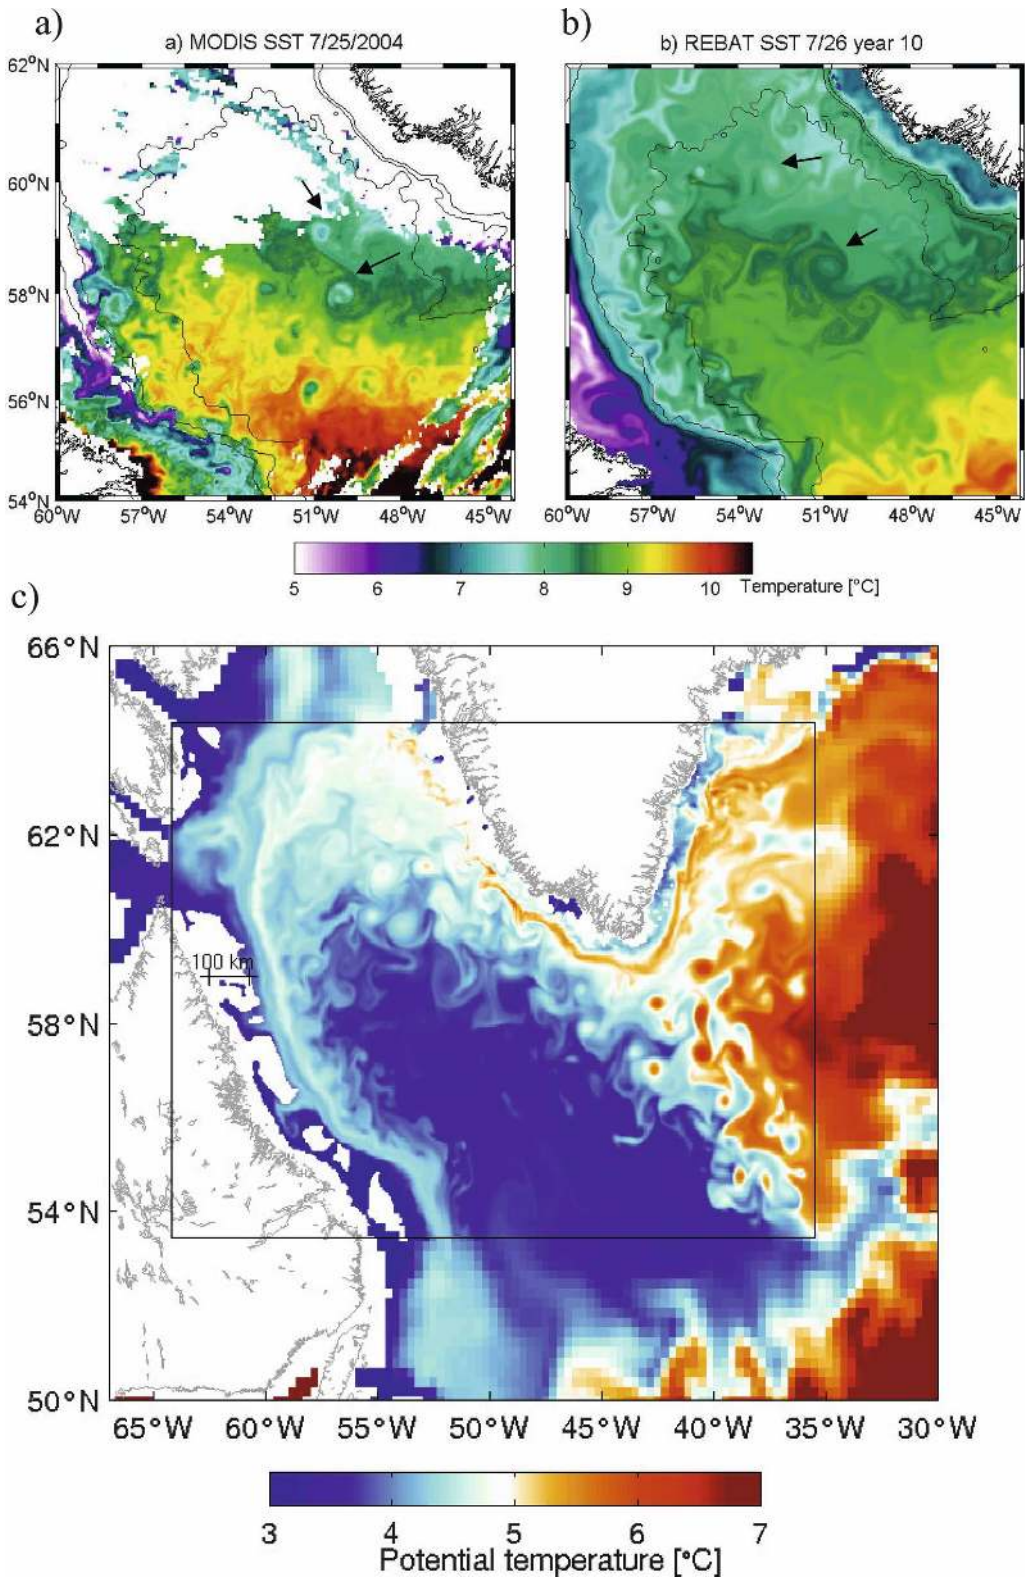 a)
b)
a) MODIS SST 7/25/2004
b) REBAT SST 7/26 year 10
62°N
60°N
58°N
56°N
54°N
60°W 57°W 54°W 51°W 48°W 45°W
60°W 57°W 54°W 51°W 48°W 45°W
5 6 7 8 9 10 Temperature [°C]
c)
66°N
62°N
58°N
54°N
50°N
100 km
65°W 60°W 55°W 50°W 45°W 40°W 35°W 30°W
3 4 5 6 7
Potential temperature [°C]